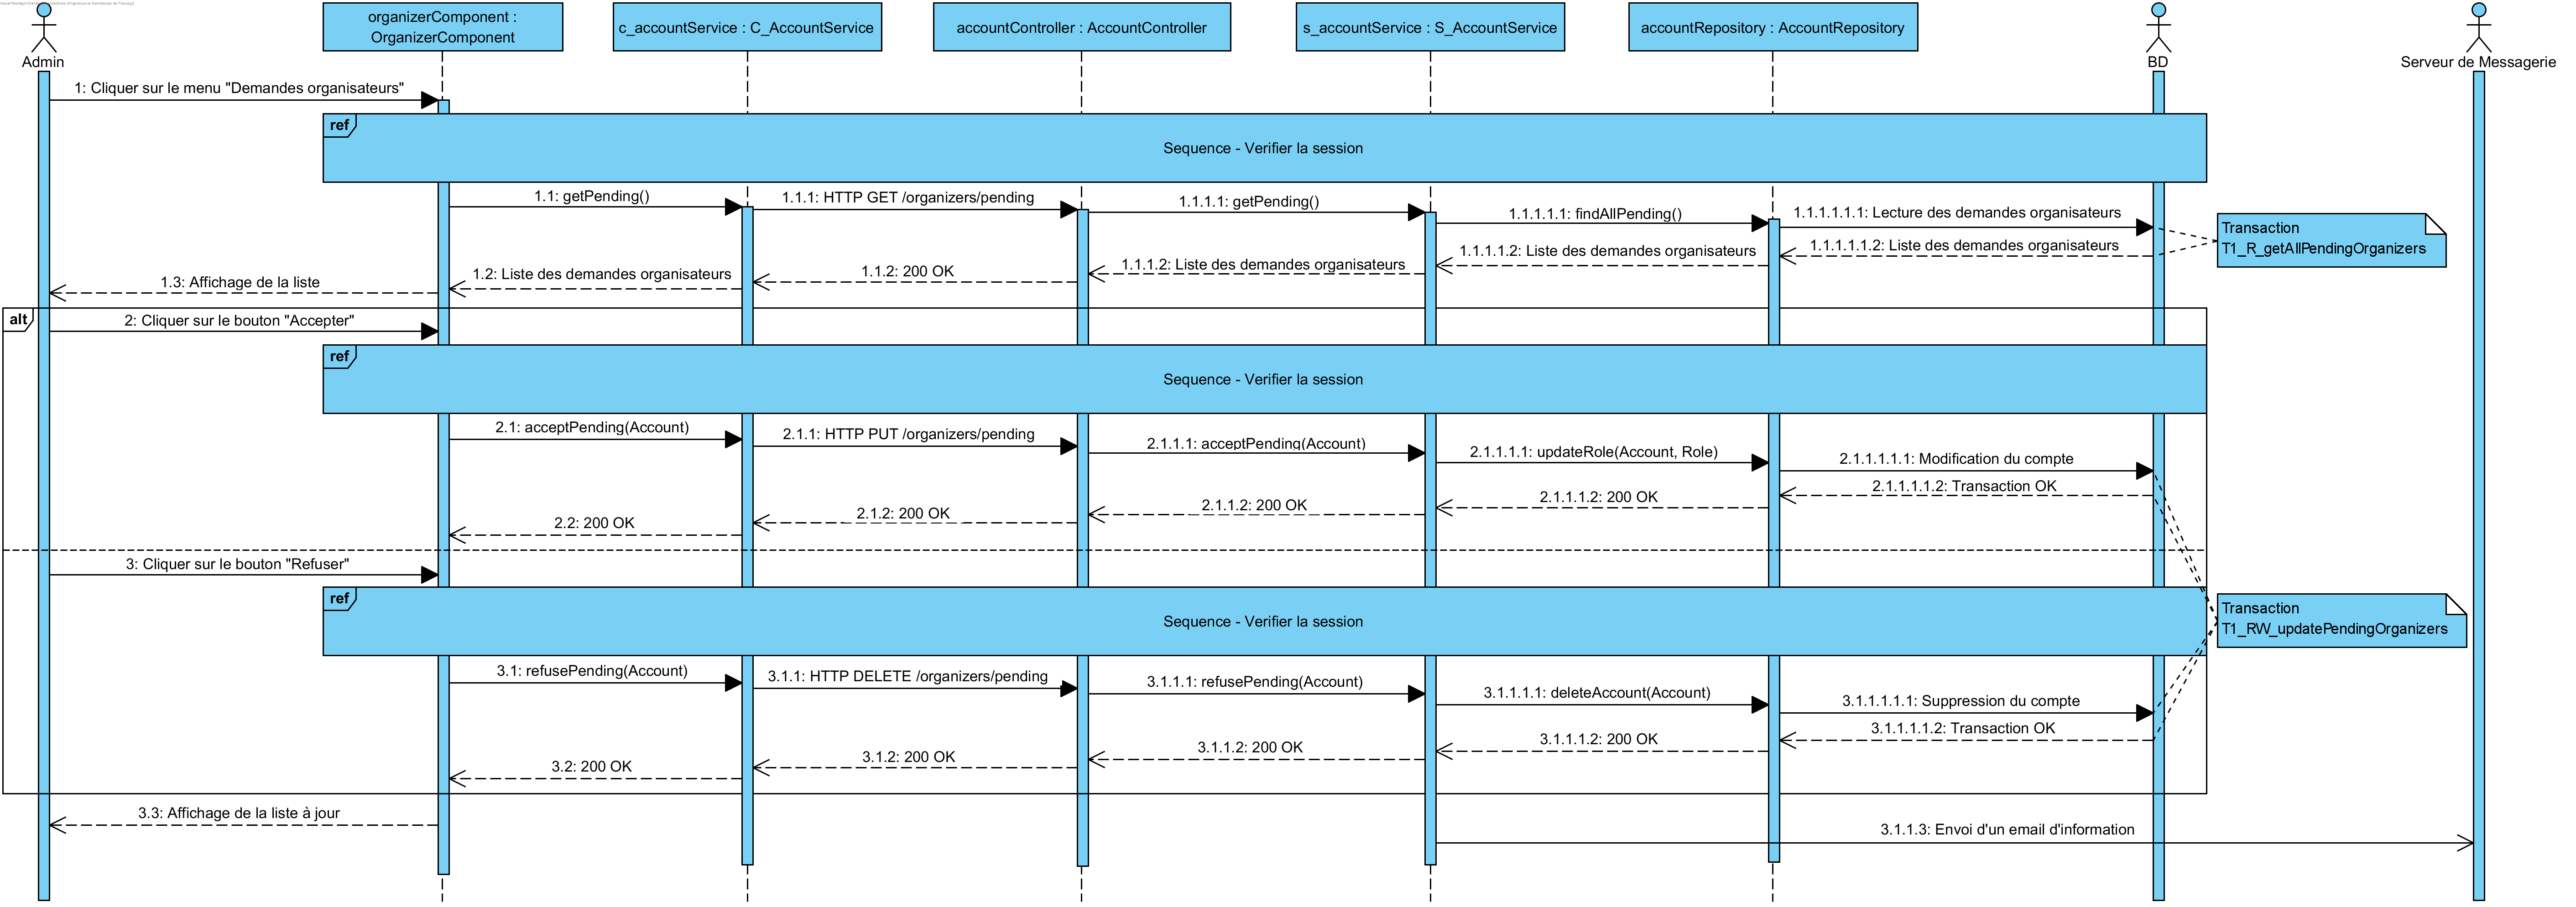 organizerComponent :
OrganizerComponent
c_accountService : C_AccountService
accountController : AccountController
s_accountService : S_AccountService
accountRepository : AccountRepository
Admin
BD
Serveur de Messagerie
1: Cliquer sur le menu "Demandes organisateurs"
ref
Sequence - Verifier la session
1.1: getPending()
1.1.1: HTTP GET /organizers/pending
1.1.1.1: getPending()
1.1.1.1.1: findAllPending()
1.1.1.1.1.1: Lecture des demandes organisateurs
Transaction
T1_R_getAllPendingOrganizers
1.1.1.1.1.2: Liste des demandes organisateurs
1.1.1.1.2: Liste des demandes organisateurs
1.1.1.2: Liste des demandes organisateurs
1.1.2: 200 OK
1.2: Liste des demandes organisateurs
1.3: Affichage de la liste
alt
2: Cliquer sur le bouton "Accepter"
ref
Sequence - Verifier la session
2.1: acceptPending(Account)
2.1.1: HTTP PUT /organizers/pending
2.1.1.1: acceptPending(Account)
2.1.1.1.1: updateRole(Account, Role)
2.1.1.1.1.1: Modification du compte
2.1.1.1.1.2: Transaction OK
2.1.1.1.2: 200 OK
2.1.1.2: 200 OK
2.1.2: 200 OK
2.2: 200 OK
3: Cliquer sur le bouton "Refuser"
ref
Sequence - Verifier la session
Transaction
T1_RW_updatePendingOrganizers
3.1: refusePending(Account)
3.1.1: HTTP DELETE /organizers/pending
3.1.1.1: refusePending(Account)
3.1.1.1.1: deleteAccount(Account)
3.1.1.1.1.1: Suppression du compte
3.1.1.1.1.2: Transaction OK
3.1.1.1.2: 200 OK
3.1.1.2: 200 OK
3.1.2: 200 OK
3.2: 200 OK
3.3: Affichage de la liste à jour
3.1.1.3: Envoi d'un email d'information